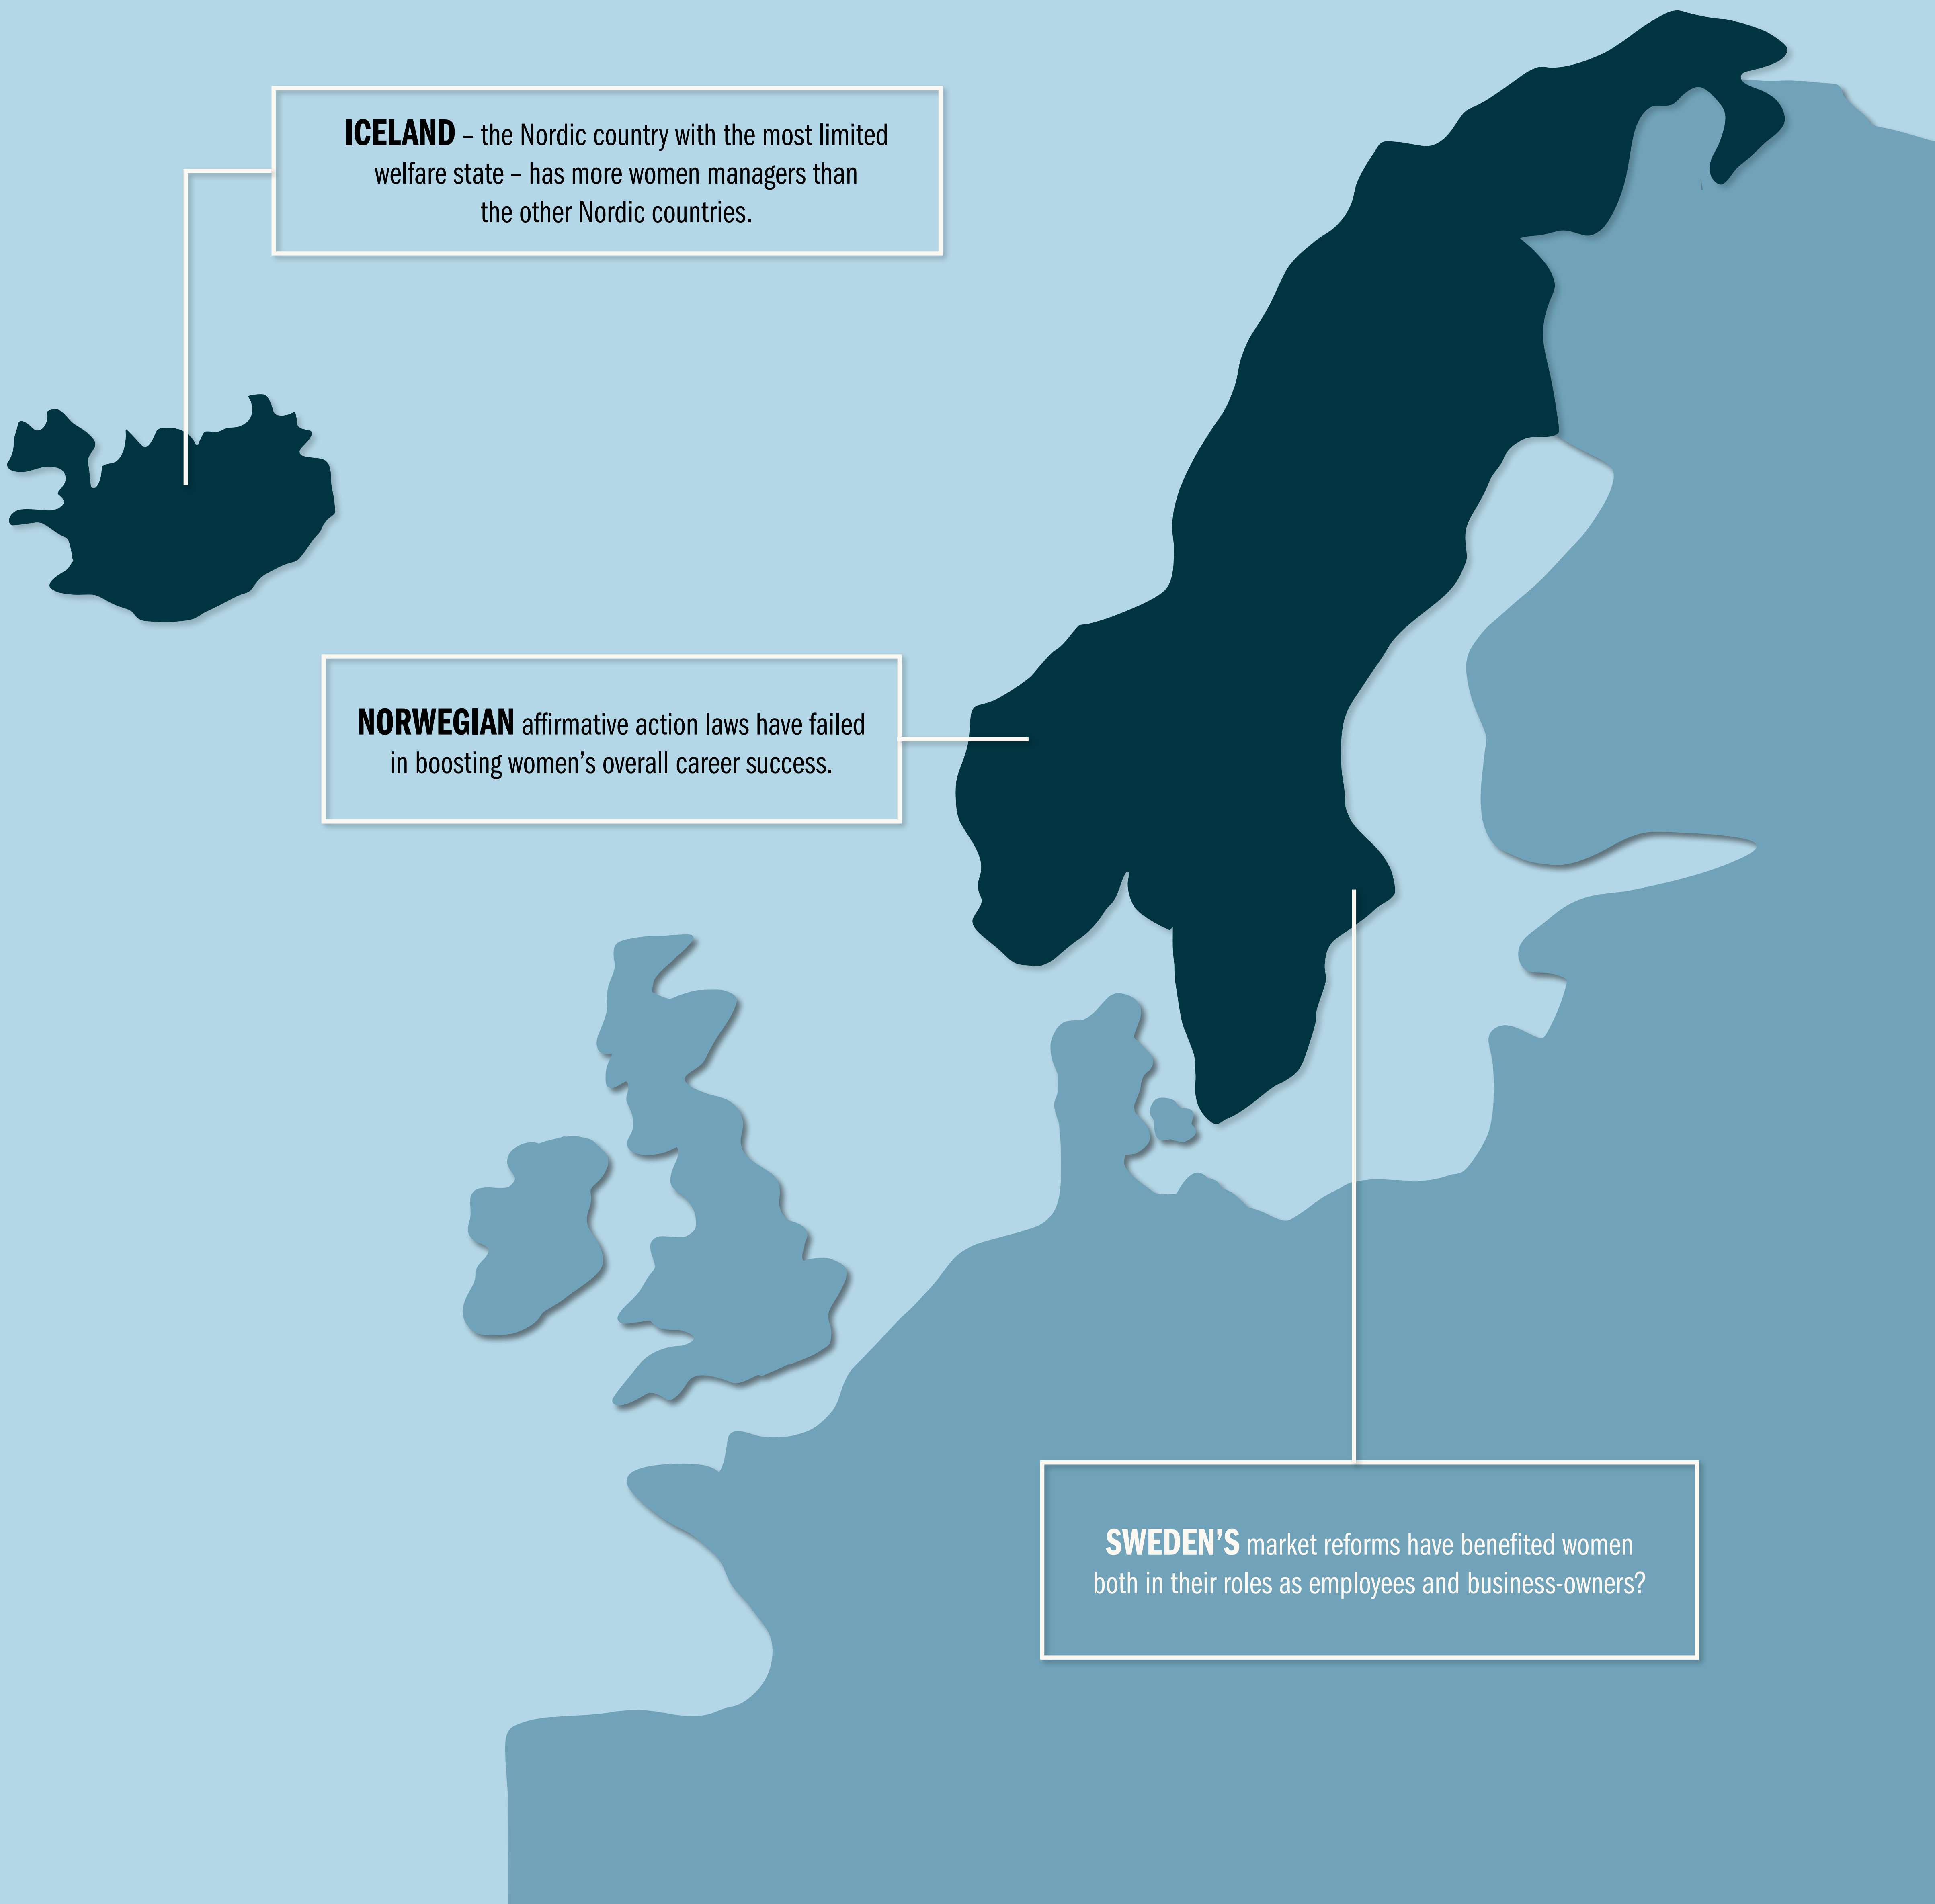 ICELAND – the Nordic country with the most limited
welfare state – has more women managers than
the other Nordic countries.
NORWEGIAN affirmative action laws have failed
in boosting women’s overall career success.
SWEDEN’S market reforms have benefited women
both in their roles as employees and business-owners?